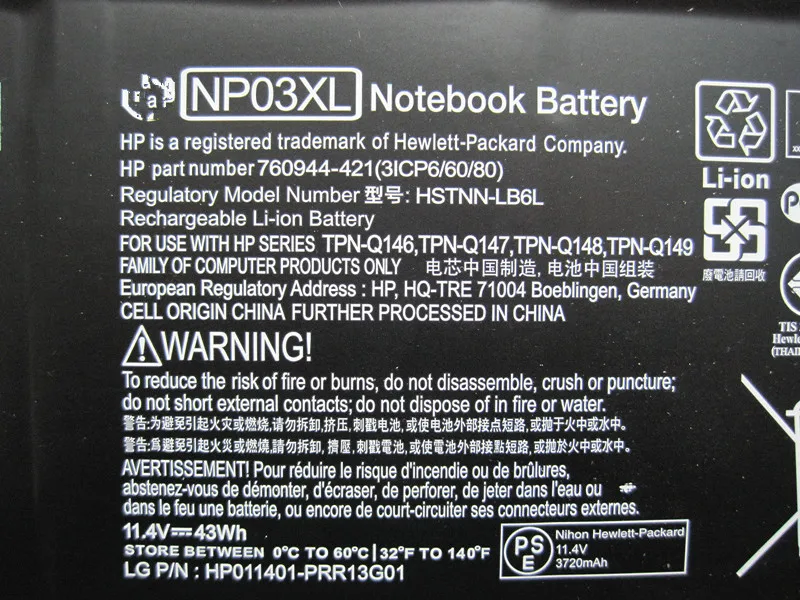 NP03XL Notebook Battery
HP is a registered trademark of Hewlett-Packard Company.
HP part number 760944-421(3ICP6/60/80)
Regulatory Model Number 型号: HSTNN-LB6L
Rechargeable Li-ion Battery
FOR USE WITH HP SERIES TPN-Q146,TPN-Q147,TPN-Q148,TPN-Q149
FAMILY OF COMPUTER PRODUCTS ONLY 电芯中国制造, 电池中国组装
European Regulatory Address : HP, HQ-TRE 71004 Boeblingen, Germany
CELL ORIGIN CHINA FURTHER PROCESSED IN CHINA
WARNING!
To reduce the risk of fire or burns, do not disassemble, crush or puncture;
do not short external contacts; do not dispose of in fire or water.
警告:为避免引起火灾或燃烧,请勿拆卸,挤压,刺戳电池,或使电池外部接点短路,或抛于火中或水中。
警告:爲避免引起火災或燃燒,請勿拆卸,擠壓,刺戳電池,或使電池外部接點短路,或拋於火中或水中。
AVERTISSEMENT! Pour réduire le risque d'incendie ou de brûlures,
abstenez-vous de démonter, d'écraser, de perforer, de jeter dans l'eau ou
dans le feu une batterie, ou encore de court-circuiter ses connecteurs externes.
11.4V⎓43Wh
STORE BETWEEN 0°C TO 60°C|32°F TO 140°F
LG P/N : HP011401-PRR13G01
PS
E
Nihon Hewlett-Packard
11.4V
3720mAh
Li-ion
廢電池請回收
TIS